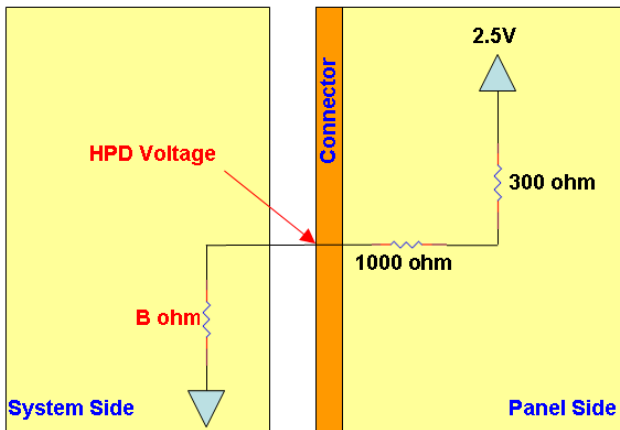 2.5V
Connector
HPD Voltage
300 ohm
1000 ohm
B ohm
System Side
Panel Side